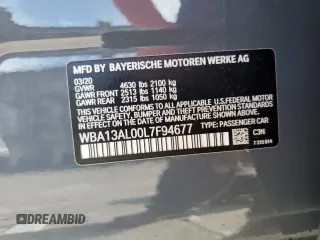 MFD BY BAYERISCHE MOTOREN WERKE AG
03/20
GVWR 4630 lbs 2100 kg
GAWR FRONT 2513 lbs 1140 kg
GAWR REAR 2315 lbs 1050 kg
THIS VEHICLE CONFORMS TO ALL APPLICABLE U.S. FEDERAL MOTOR
VEHICLE SAFETY, BUMPER, AND THEFT PREVENTION STANDARDS IN
EFFECT ON THE DATE OF MANUFACTURE SHOWN ABOVE.
WBA13AL00L7F94677 TYPE: PASSENGER CAR
C3N
DREAMBID
DREAMBID.COM